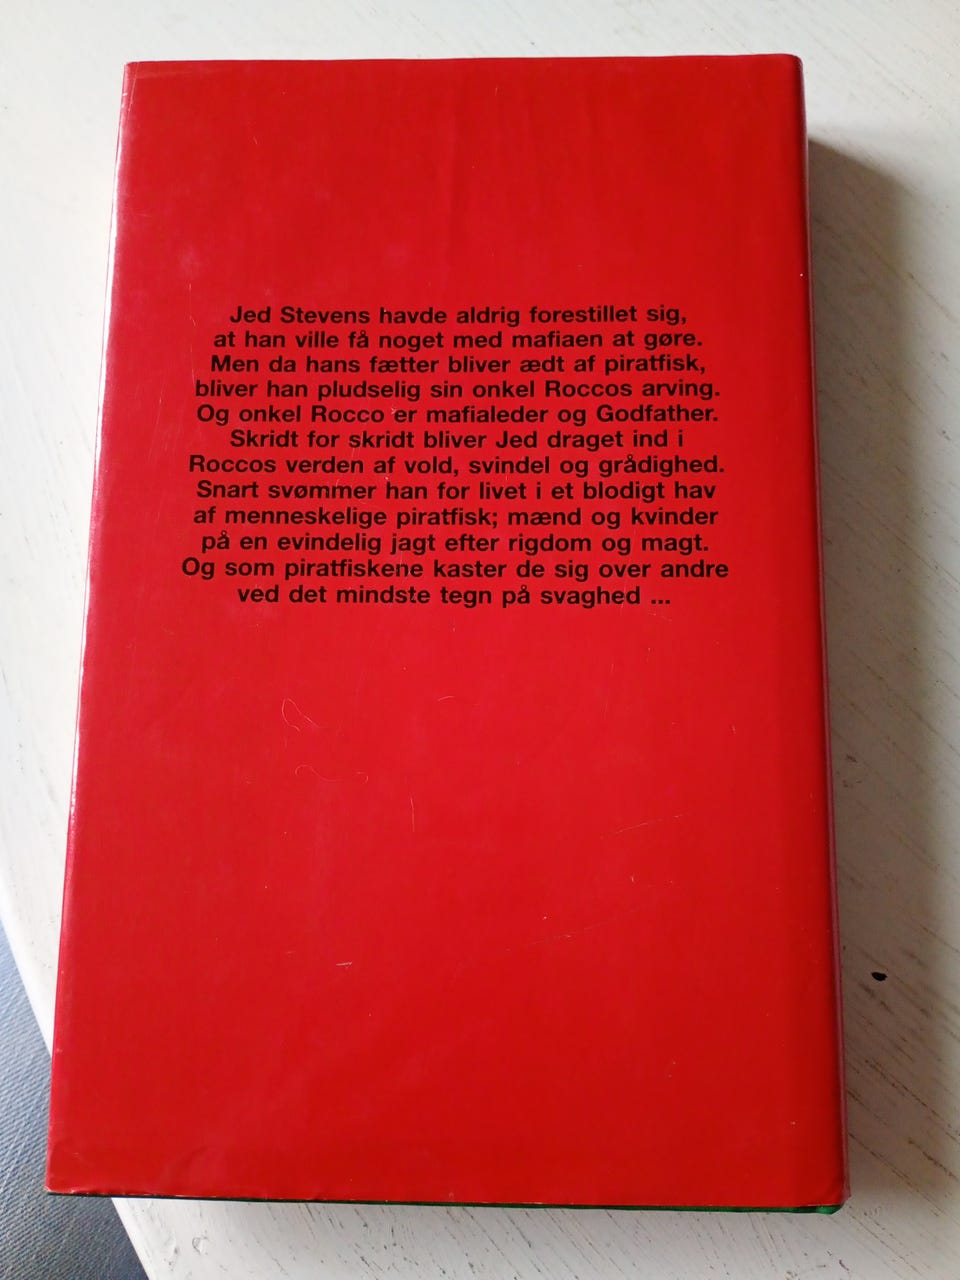 Jed Stevens havde aldrig forestillet sig,
at han ville få noget med mafiaen at gøre.
Men da hans fætter bliver ædt af piratfisk,
bliver han pludselig sin onkel Roccos arving.
Og onkel Rocco er mafialeder og Godfather.
Skridt for skridt bliver Jed draget ind i
Roccos verden af vold, svindel og grådighed.
Snart svømmer han for livet i et blodigt hav
af menneskelige piratfisk; mænd og kvinder
på en evindelig jagt efter rigdom og magt.
Og som piratfiskene kaster de sig over andre
ved det mindste tegn på svaghed ...